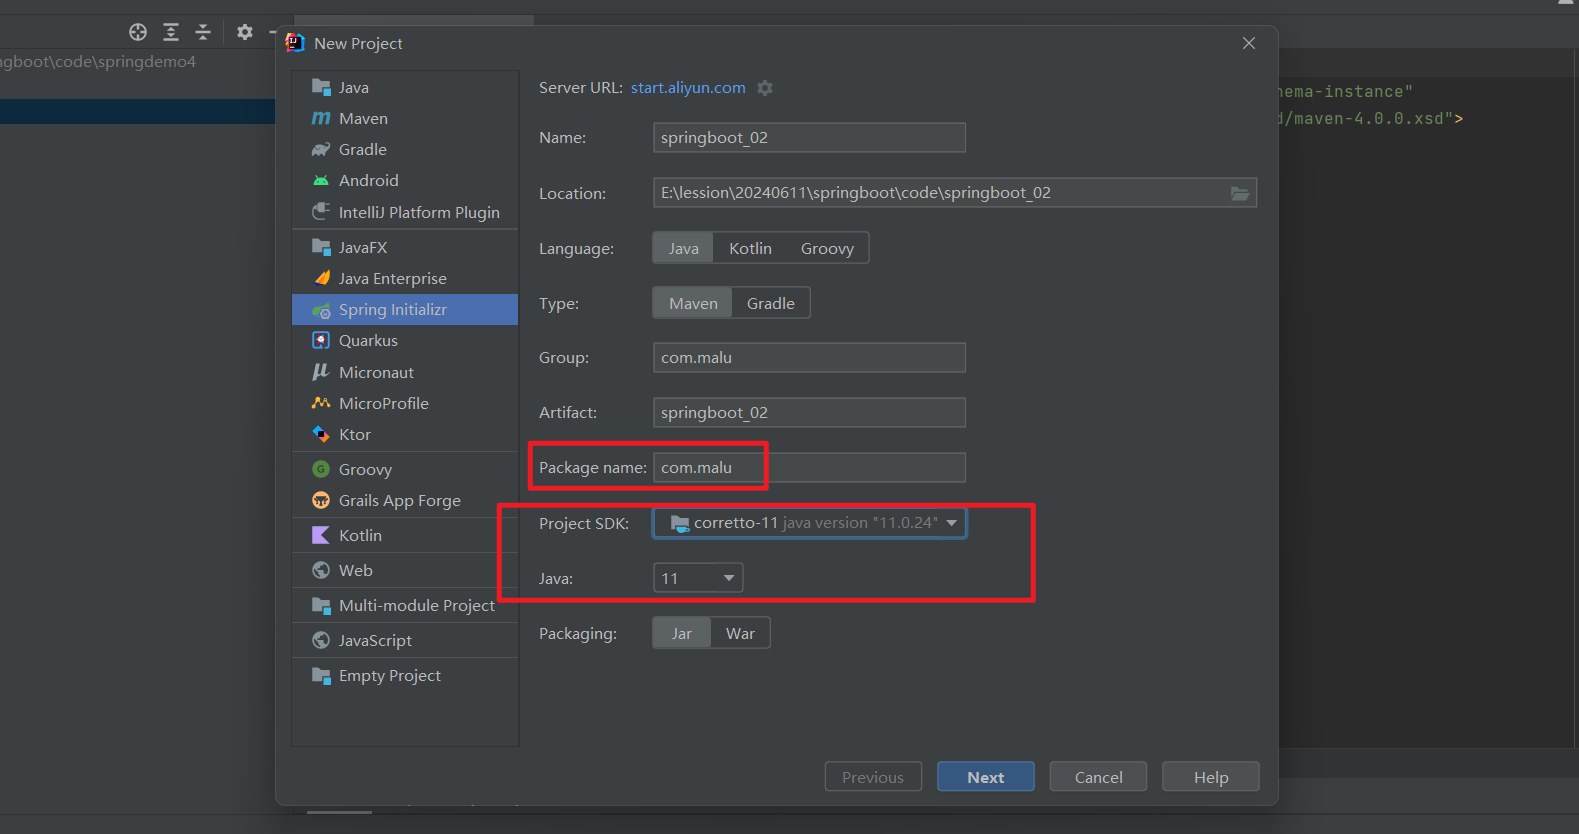 New Project
ngboot\code\springdemo4
Java
Maven
Gradle
Android
IntelliJ Platform Plugin
JavaFX
Java Enterprise
Spring Initializr
Quarkus
Micronaut
MicroProfile
Ktor
Groovy
Grails App Forge
Kotlin
Web
Multi-module Project
JavaScript
Empty Project
Server URL: start.aliyun.com
Name: springboot_02
Location: E:\lession\20240611\springboot\code\springboot_02
Language: Java Kotlin Groovy
Type: Maven Gradle
Group: com.malu
Artifact: springboot_02
Package name: com.malu
Project SDK: corretto-11 java version "11.0.24"
Java: 11
Packaging: Jar War
Previous Next Cancel Help
hema-instance"
d/maven-4.0.0.xsd">